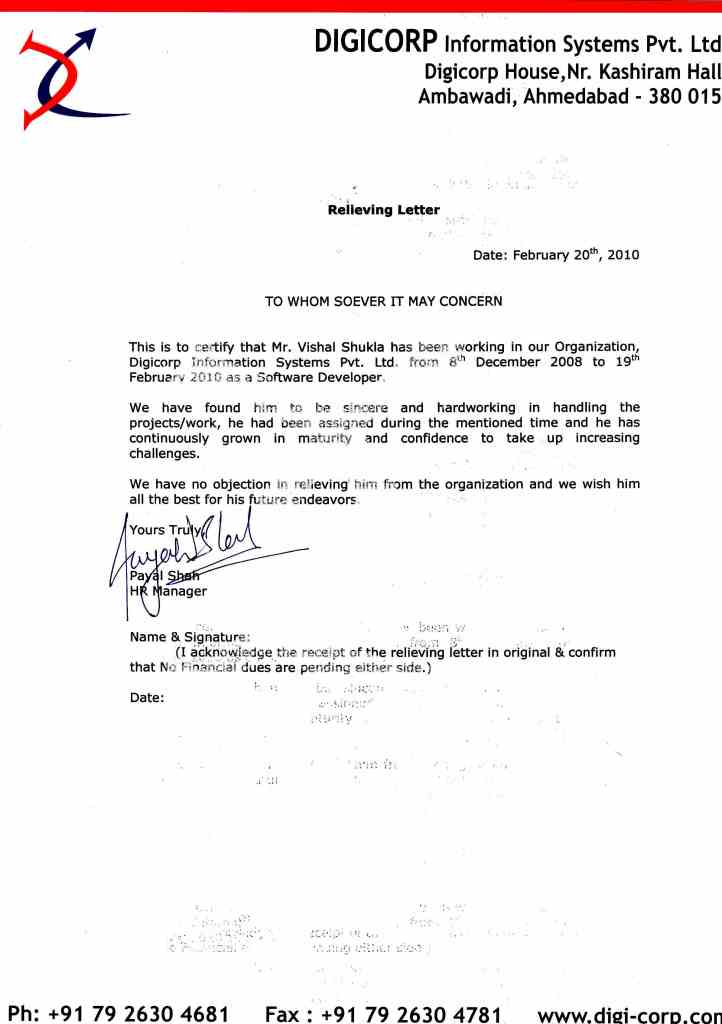 DIGICORP Information Systems Pvt. Ltd
Digicorp House,Nr. Kashiram Hall
Ambawadi, Ahmedabad - 380 015
Relieving Letter
Date: February 20th, 2010
TO WHOM SOEVER IT MAY CONCERN
This is to certify that Mr. Vishal Shukla has been working in our Organization,
Digicorp Information Systems Pvt. Ltd. from 8th December 2008 to 19th
February 2010 as a Software Developer.
We have found him to be sincere and hardworking in handling the
projects/work, he had been assigned during the mentioned time and he has
continuously grown in maturity and confidence to take up increasing
challenges.
We have no objection in relieving him from the organization and we wish him
all the best for his future endeavors.
Yours Truly,
Payal Shah
HR Manager
Name & Signature:
(I acknowledge the receipt of the relieving letter in original & confirm
that No Financial dues are pending either side.)
Date:
Ph: +91 79 2630 4681 Fax : +91 79 2630 4781 www.digi-corp.com